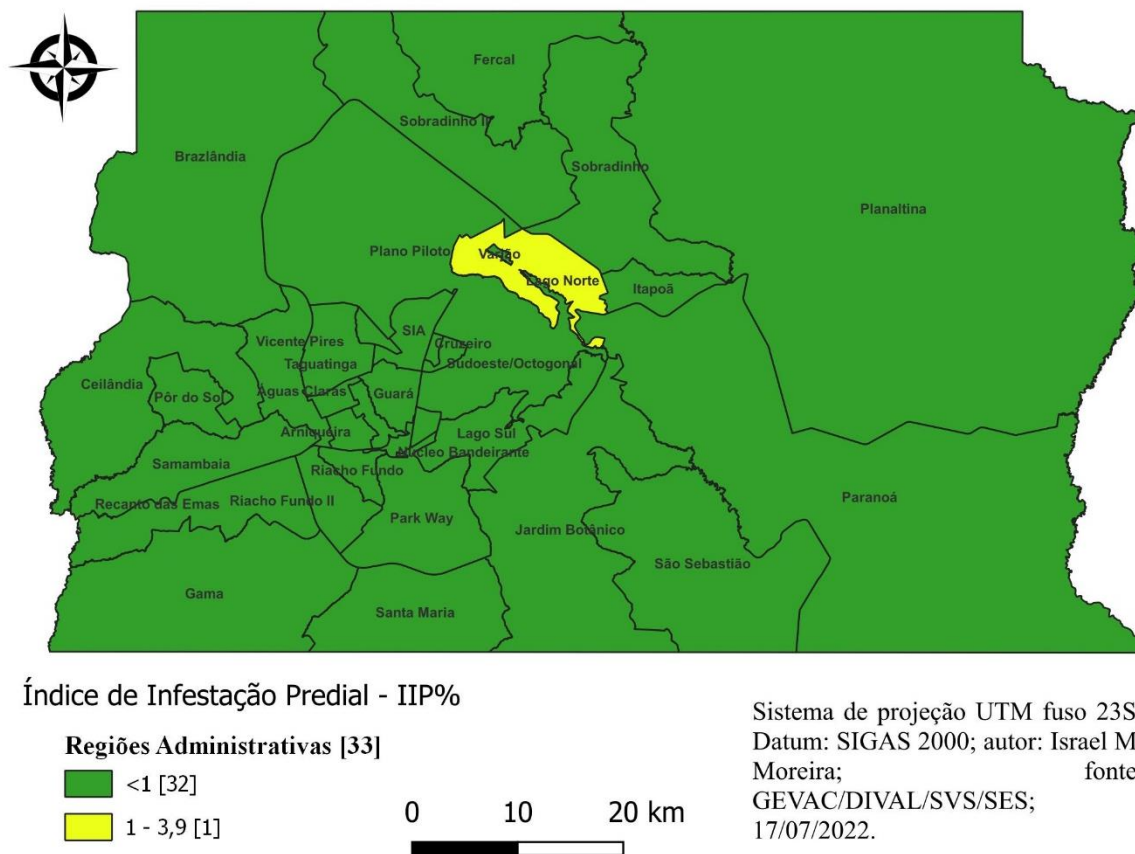 Fercal
Sobradinho II
Brazlândia
Sobradinho
Planaltina
Plano Piloto
Varjão
Lago Norte
Itapoã
SIA
Vicente Pires
Cruzeiro
Taguatinga
Sudoeste/Octogonal
Ceilândia
Pôr do Sol
Águas Claras
Guará
Arniqueira
Lago Sul
Núcleo Bandeirante
Samambaia
Riacho Fundo
Recanto das Emas
Riacho Fundo II
Paranoá
Park Way
Jardim Botânico
São Sebastião
Gama
Santa Maria
Índice de Infestação Predial - IIP%
Regiões Administrativas [33]
<1 [32]
1 - 3,9 [1]
0 10 20 km
Sistema de projeção UTM fuso 23S
Datum: SIGAS 2000; autor: Israel M
Moreira; fonte
GEVAC/DIVAL/SVS/SES;
17/07/2022.